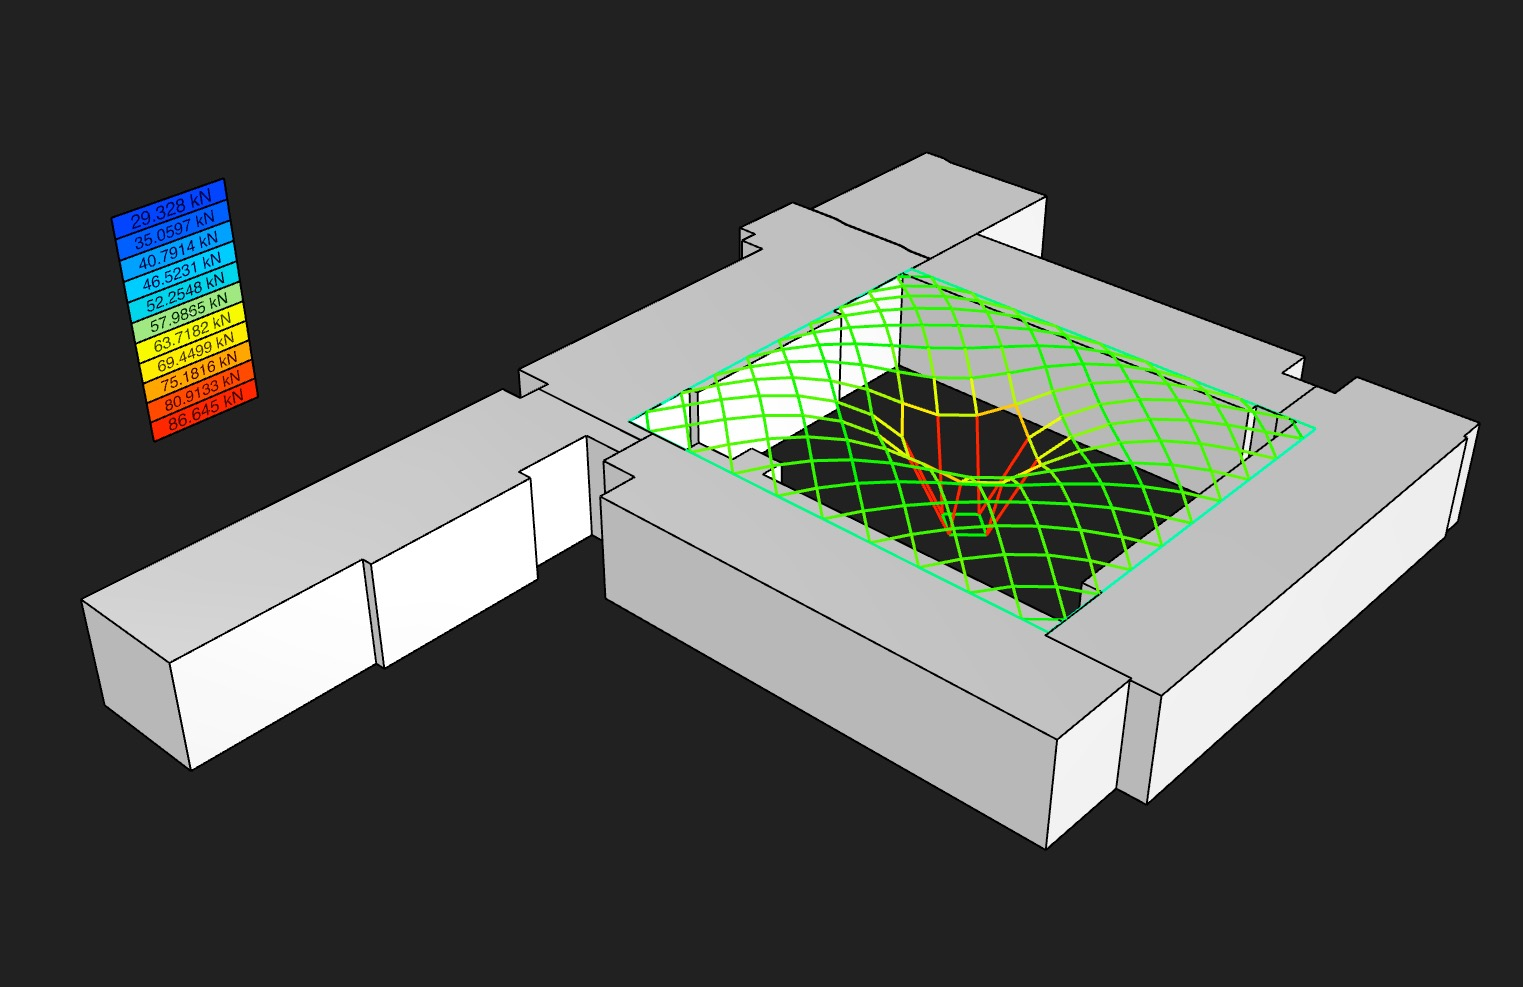 29.328 kN
35.0597 kN
40.7914 kN
46.5231 kN
52.2548 kN
57.9865 kN
63.7182 kN
69.4499 kN
75.1816 kN
80.9133 kN
86.645 kN